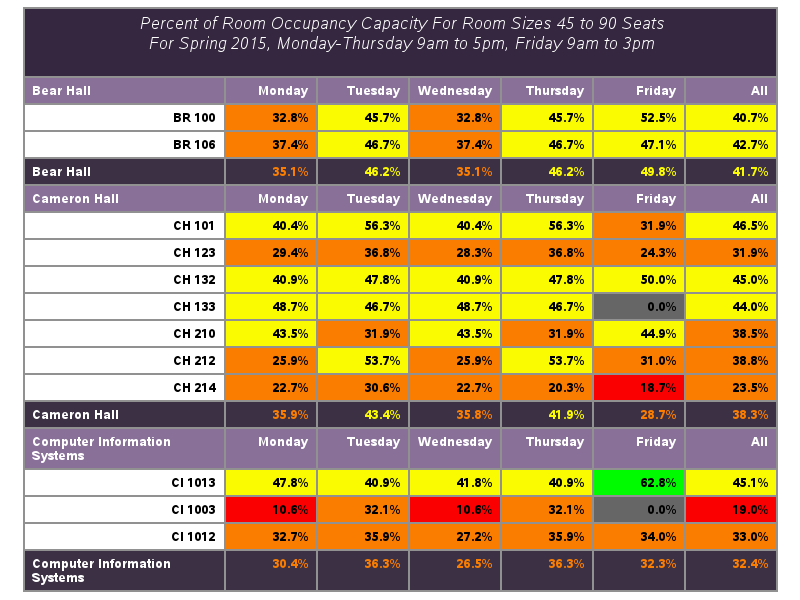 Percent of Room Occupancy Capacity For Room Sizes 45 to 90 Seats
For Spring 2015, Monday-Thursday 9am to 5pm, Friday 9am to 3pm
Bear Hall Monday Tuesday Wednesday Thursday Friday All
BR 100 32.8% 45.7% 32.8% 45.7% 52.5% 40.7%
BR 106 37.4% 46.7% 37.4% 46.7% 47.1% 42.7%
Bear Hall 35.1% 46.2% 35.1% 46.2% 49.8% 41.7%
Cameron Hall Monday Tuesday Wednesday Thursday Friday All
CH 101 40.4% 56.3% 40.4% 56.3% 31.9% 46.5%
CH 123 29.4% 36.8% 28.3% 36.8% 24.3% 31.9%
CH 132 40.9% 47.8% 40.9% 47.8% 50.0% 45.0%
CH 133 48.7% 46.7% 48.7% 46.7% 0.0% 44.0%
CH 210 43.5% 31.9% 43.5% 31.9% 44.9% 38.5%
CH 212 25.9% 53.7% 25.9% 53.7% 31.0% 38.8%
CH 214 22.7% 30.6% 22.7% 20.3% 18.7% 23.5%
Cameron Hall 35.9% 43.4% 35.8% 41.9% 28.7% 38.3%
Computer Information Monday Tuesday Wednesday Thursday Friday All
Systems
CI 1013 47.8% 40.9% 41.8% 40.9% 62.8% 45.1%
CI 1003 10.6% 32.1% 10.6% 32.1% 0.0% 19.0%
CI 1012 32.7% 35.9% 27.2% 35.9% 34.0% 33.0%
Computer Information 30.4% 36.3% 26.5% 36.3% 32.3% 32.4%
Systems